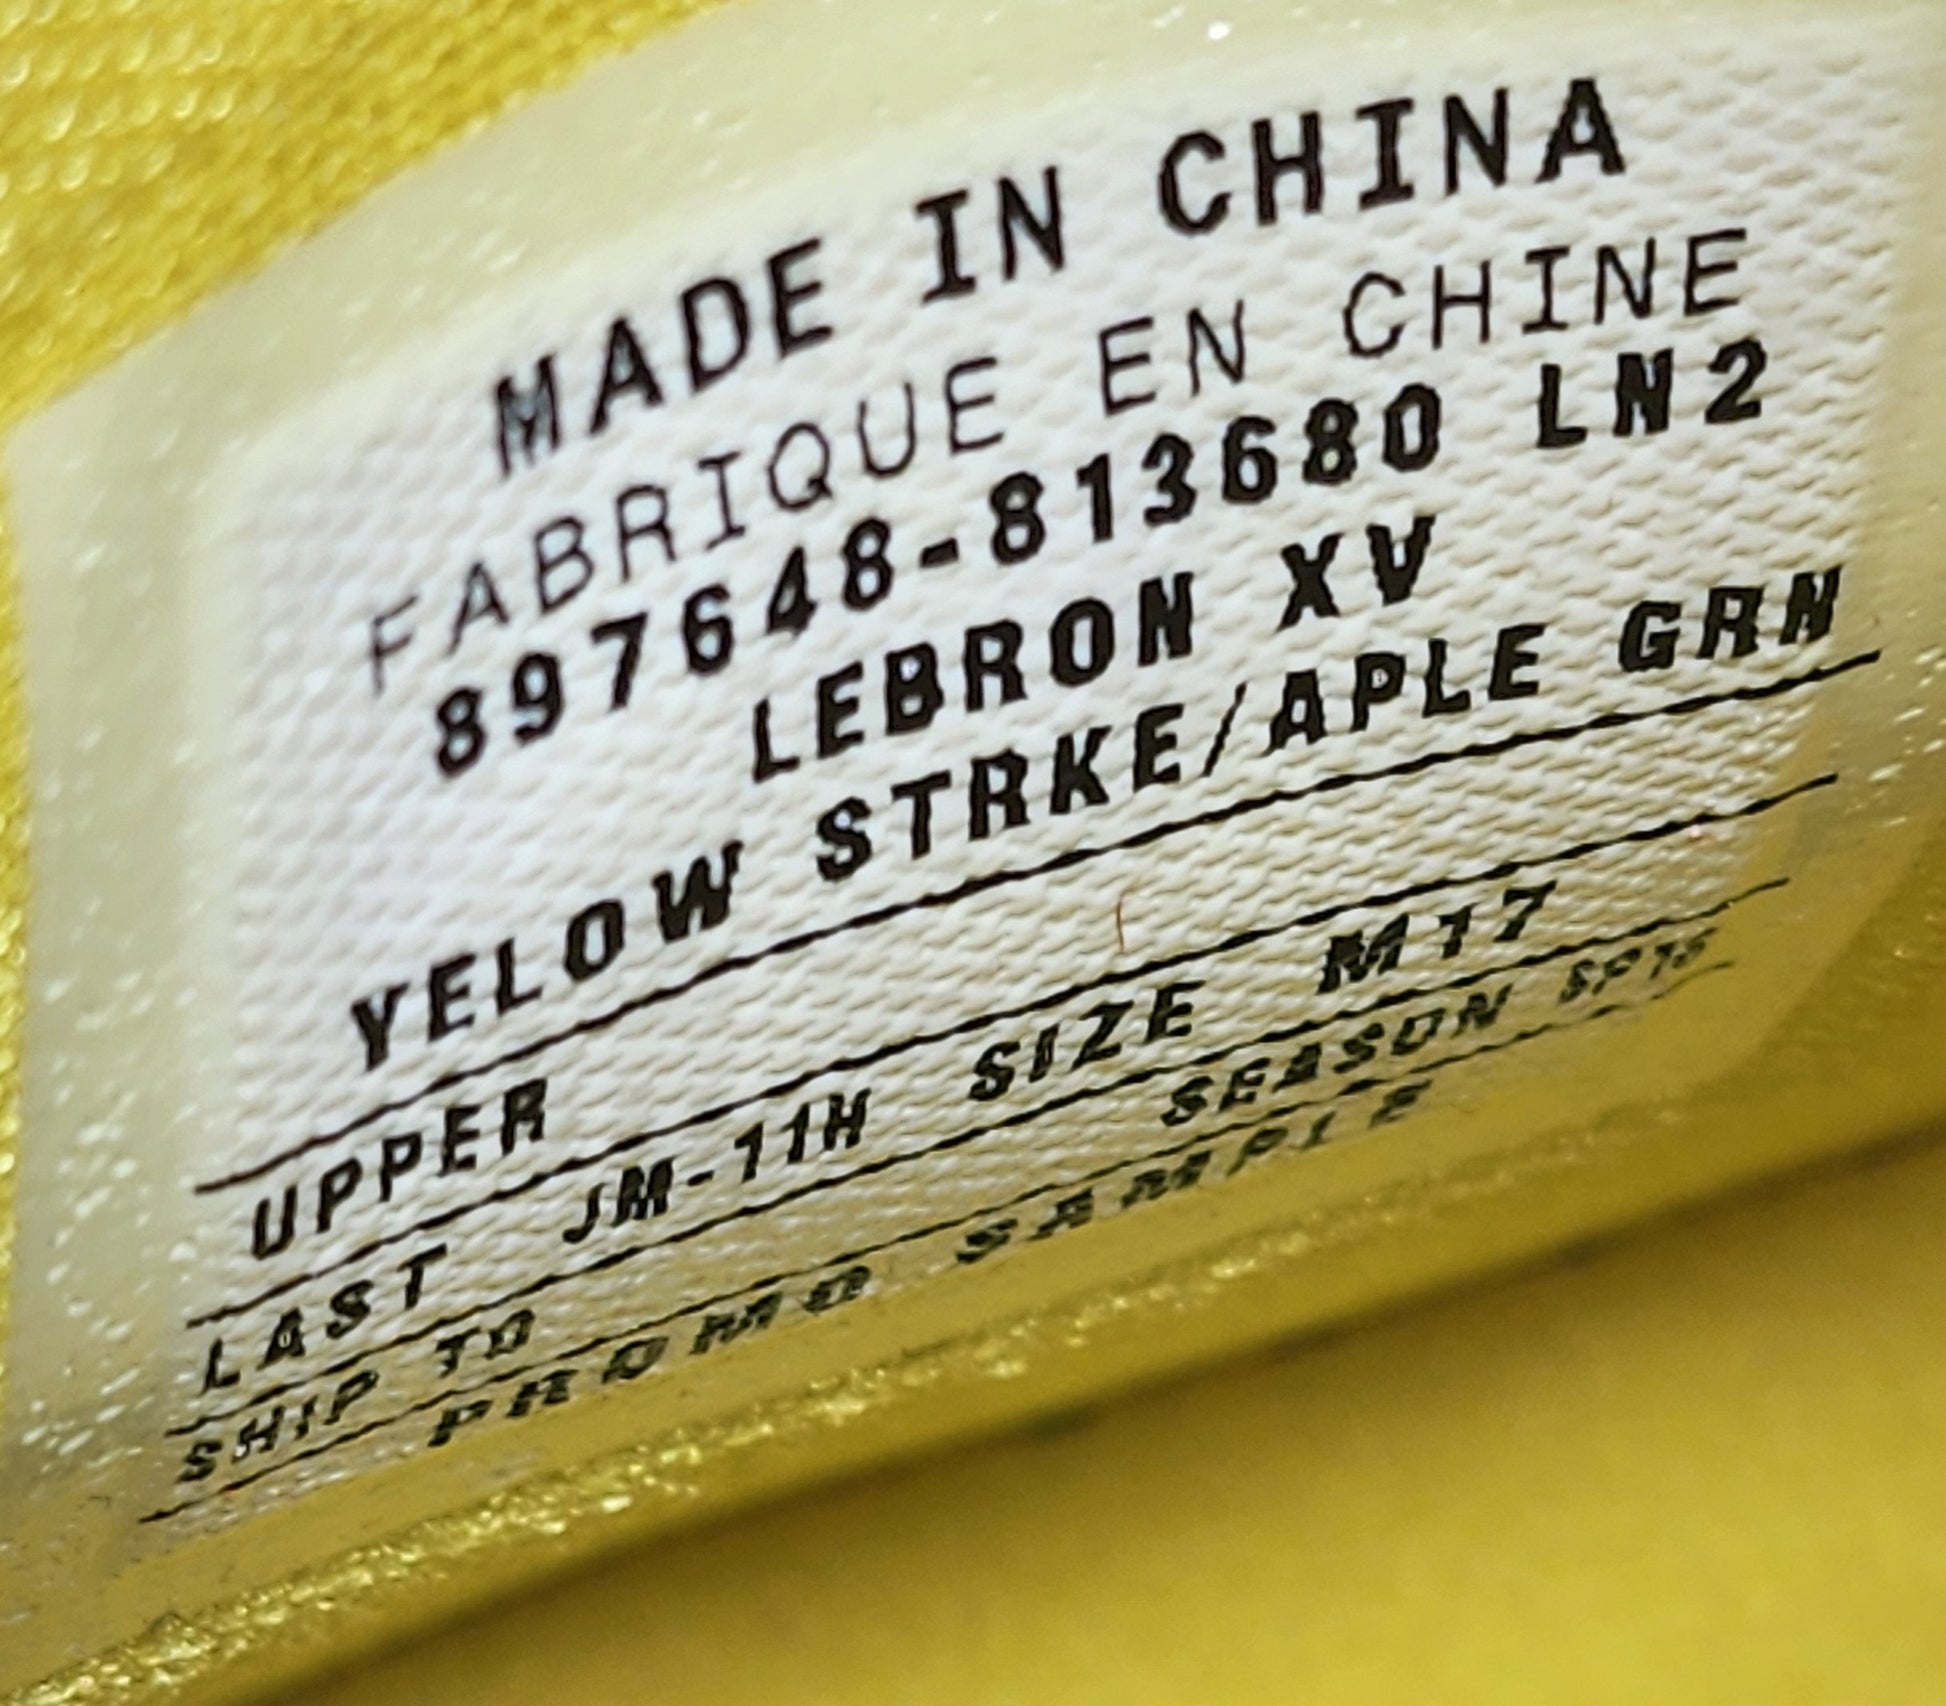 MADE IN CHINA
FABRIQUE EN CHINE
897648-813680 LN2
LEBRON XV
YELOW STRKE/APLE GRN
UPPER
LAST JM-11H SIZE M17
SHIP TO SEASON
PROMO SAMPLE